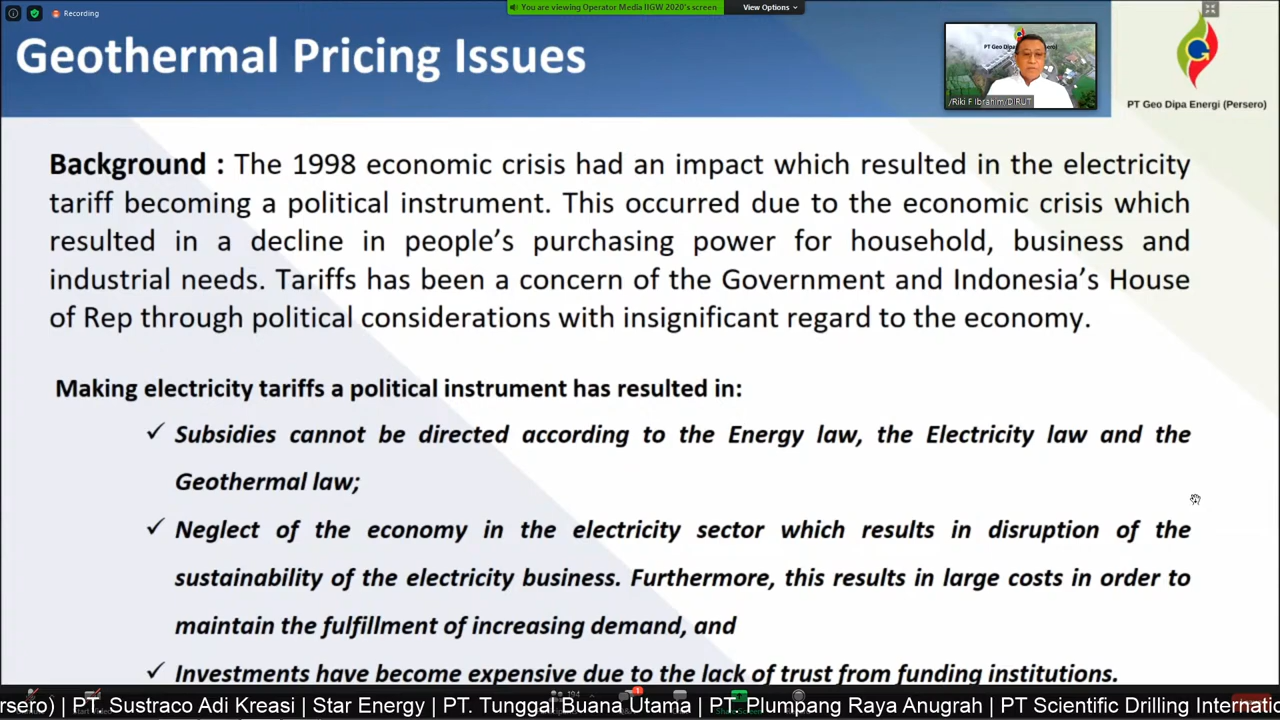 Recording
You are viewing Operator Media IIGW 2020's screen
View Options
Geothermal Pricing Issues
PT Geo Dipa
/Riki F Ibrahim/DIRUT
PT Geo Dipa Energi (Persero)
Background : The 1998 economic crisis had an impact which resulted in the electricity
tariff becoming a political instrument. This occurred due to the economic crisis which
resulted in a decline in people's purchasing power for household, business and
industrial needs. Tariffs has been a concern of the Government and Indonesia's House
of Rep through political considerations with insignificant regard to the economy.
Making electricity tariffs a political instrument has resulted in:
✓ Subsidies cannot be directed according to the Energy law, the Electricity law and the
Geothermal law;
✓ Neglect of the economy in the electricity sector which results in disruption of the
sustainability of the electricity business. Furthermore, this results in large costs in order to
maintain the fulfillment of increasing demand, and
✓ Investments have become expensive due to the lack of trust from funding institutions.
rsero) | PT. Sustraco Adi Kreasi | Star Energy | PT. Tunggal Buana Utama | PT. Plumpang Raya Anugrah | PT Scientific Drilling Internatio